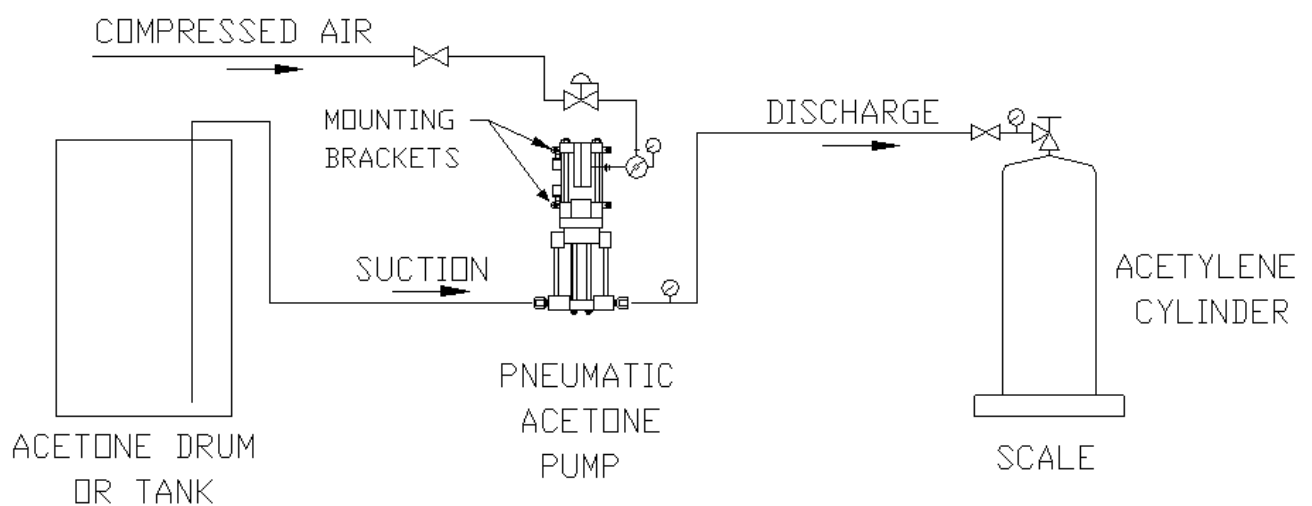 COMPRESSED AIR
MOUNTING
BRACKETS
DISCHARGE
SUCTION
ACETYLENE
CYLINDER
PNEUMATIC
ACETONE
PUMP
ACETONE DRUM
OR TANK
SCALE